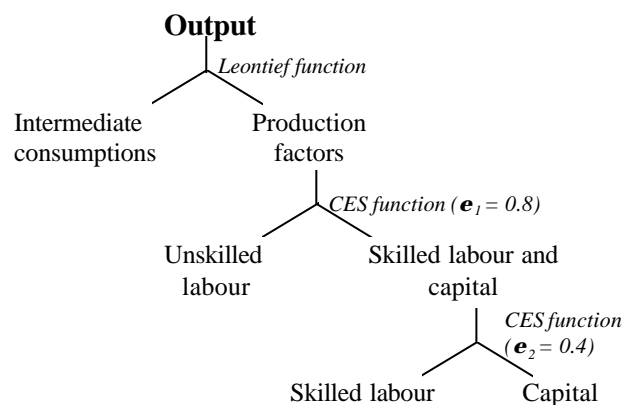 Output
Leontief function
Intermediate
consumptions
Production
factors
CES function (e1 = 0.8)
Unskilled
labour
Skilled labour and
capital
CES function
(e2 = 0.4)
Skilled labour
Capital